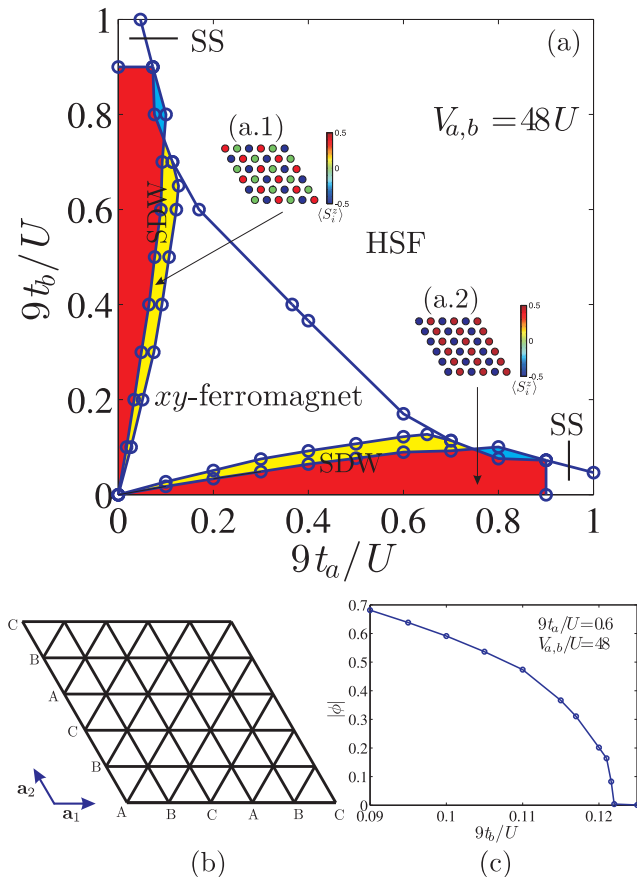 (a)
SS
V_{a,b} = 48U
(a.1)
0.5
0
-0.5
⟨S_i^z⟩
SDW
HSF
(a.2)
0.5
0
-0.5
⟨S_i^z⟩
xy-ferromagnet
SS
SDW
1
0.8
0.6
0.4
0.2
0
9t_b/U
0 0.2 0.4 0.6 0.8 1
9t_a/U
C
B
A
C
B
A B C A B C
a_2
a_1
(b)
0.7
0.6
0.5
0.4
0.3
0.2
0.1
0
|ϕ|
9t_a/U=0.6
V_{a,b}/U=48
0.09 0.1 0.11 0.12
9t_b/U
(c)